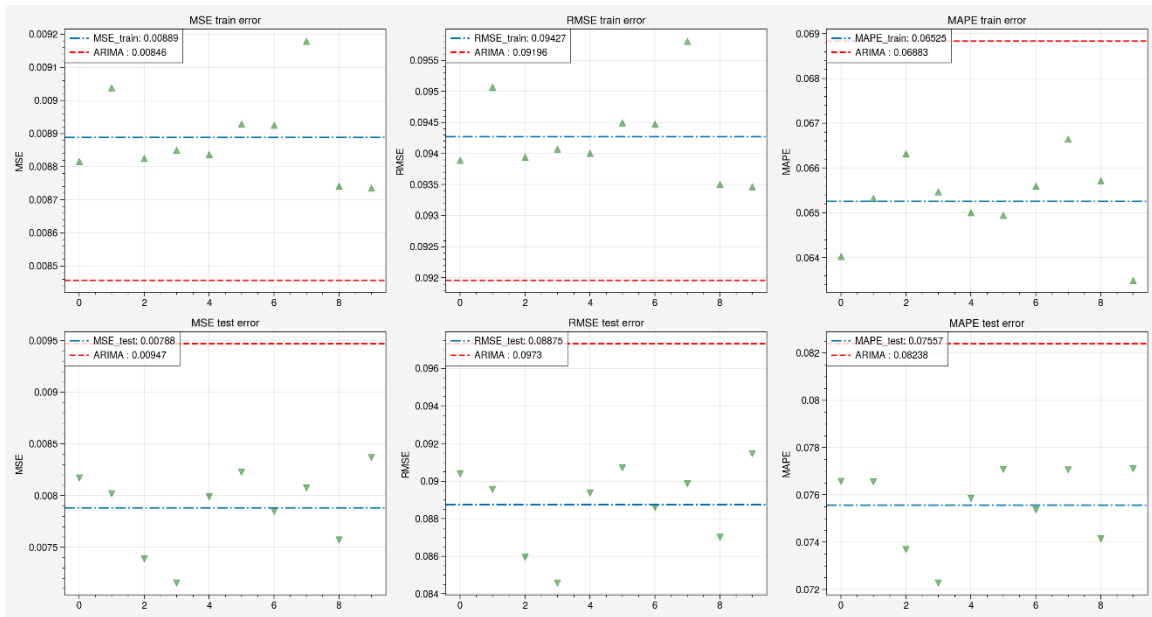 MSE train error
MSE_train: 0.00889
ARIMA : 0.00846
0.0092
0.0091
0.009
0.0089
0.0088
0.0087
0.0086
0.0085
MSE
0 2 4 6 8
RMSE train error
RMSE_train: 0.09427
ARIMA : 0.09196
0.0955
0.095
0.0945
0.094
0.0935
0.093
0.0925
0.092
RMSE
0 2 4 6 8
MAPE train error
MAPE_train: 0.06525
ARIMA : 0.06883
0.069
0.068
0.067
0.066
0.065
0.064
MAPE
0 2 4 6 8
MSE test error
MSE_test: 0.00788
ARIMA : 0.00947
0.0095
0.009
0.0085
0.008
0.0075
MSE
0 2 4 6 8
RMSE test error
RMSE_test: 0.08875
ARIMA : 0.0973
0.096
0.094
0.092
0.09
0.088
0.086
0.084
RMSE
0 2 4 6 8
MAPE test error
MAPE_test: 0.07557
ARIMA : 0.08238
0.082
0.08
0.078
0.076
0.074
0.072
MAPE
0 2 4 6 8